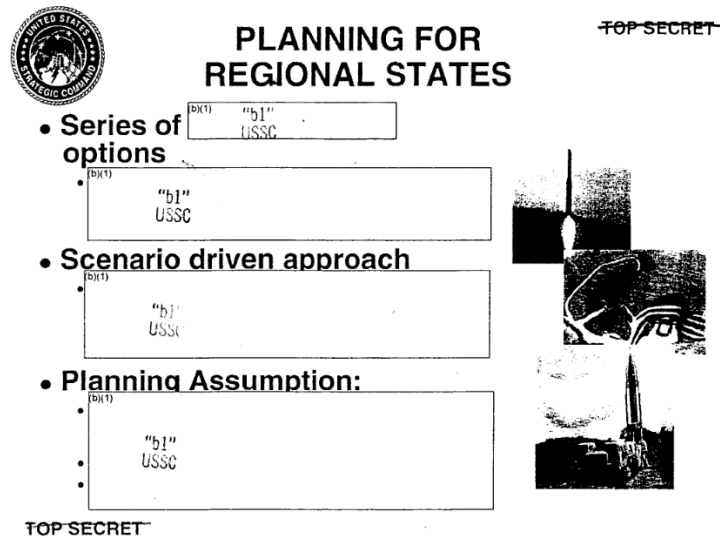 UNITED STATES
STRATEGIC COMMAND
PLANNING FOR
REGIONAL STATES
TOP SECRET
• Series of
(b)(1) "b1"
USSC
options
• (b)(1)
"b1"
USSC
• Scenario driven approach
• (b)(1)
"b1"
USSC
• Planning Assumption:
• (b)(1)
"b1"
• USSC
•
TOP SECRET